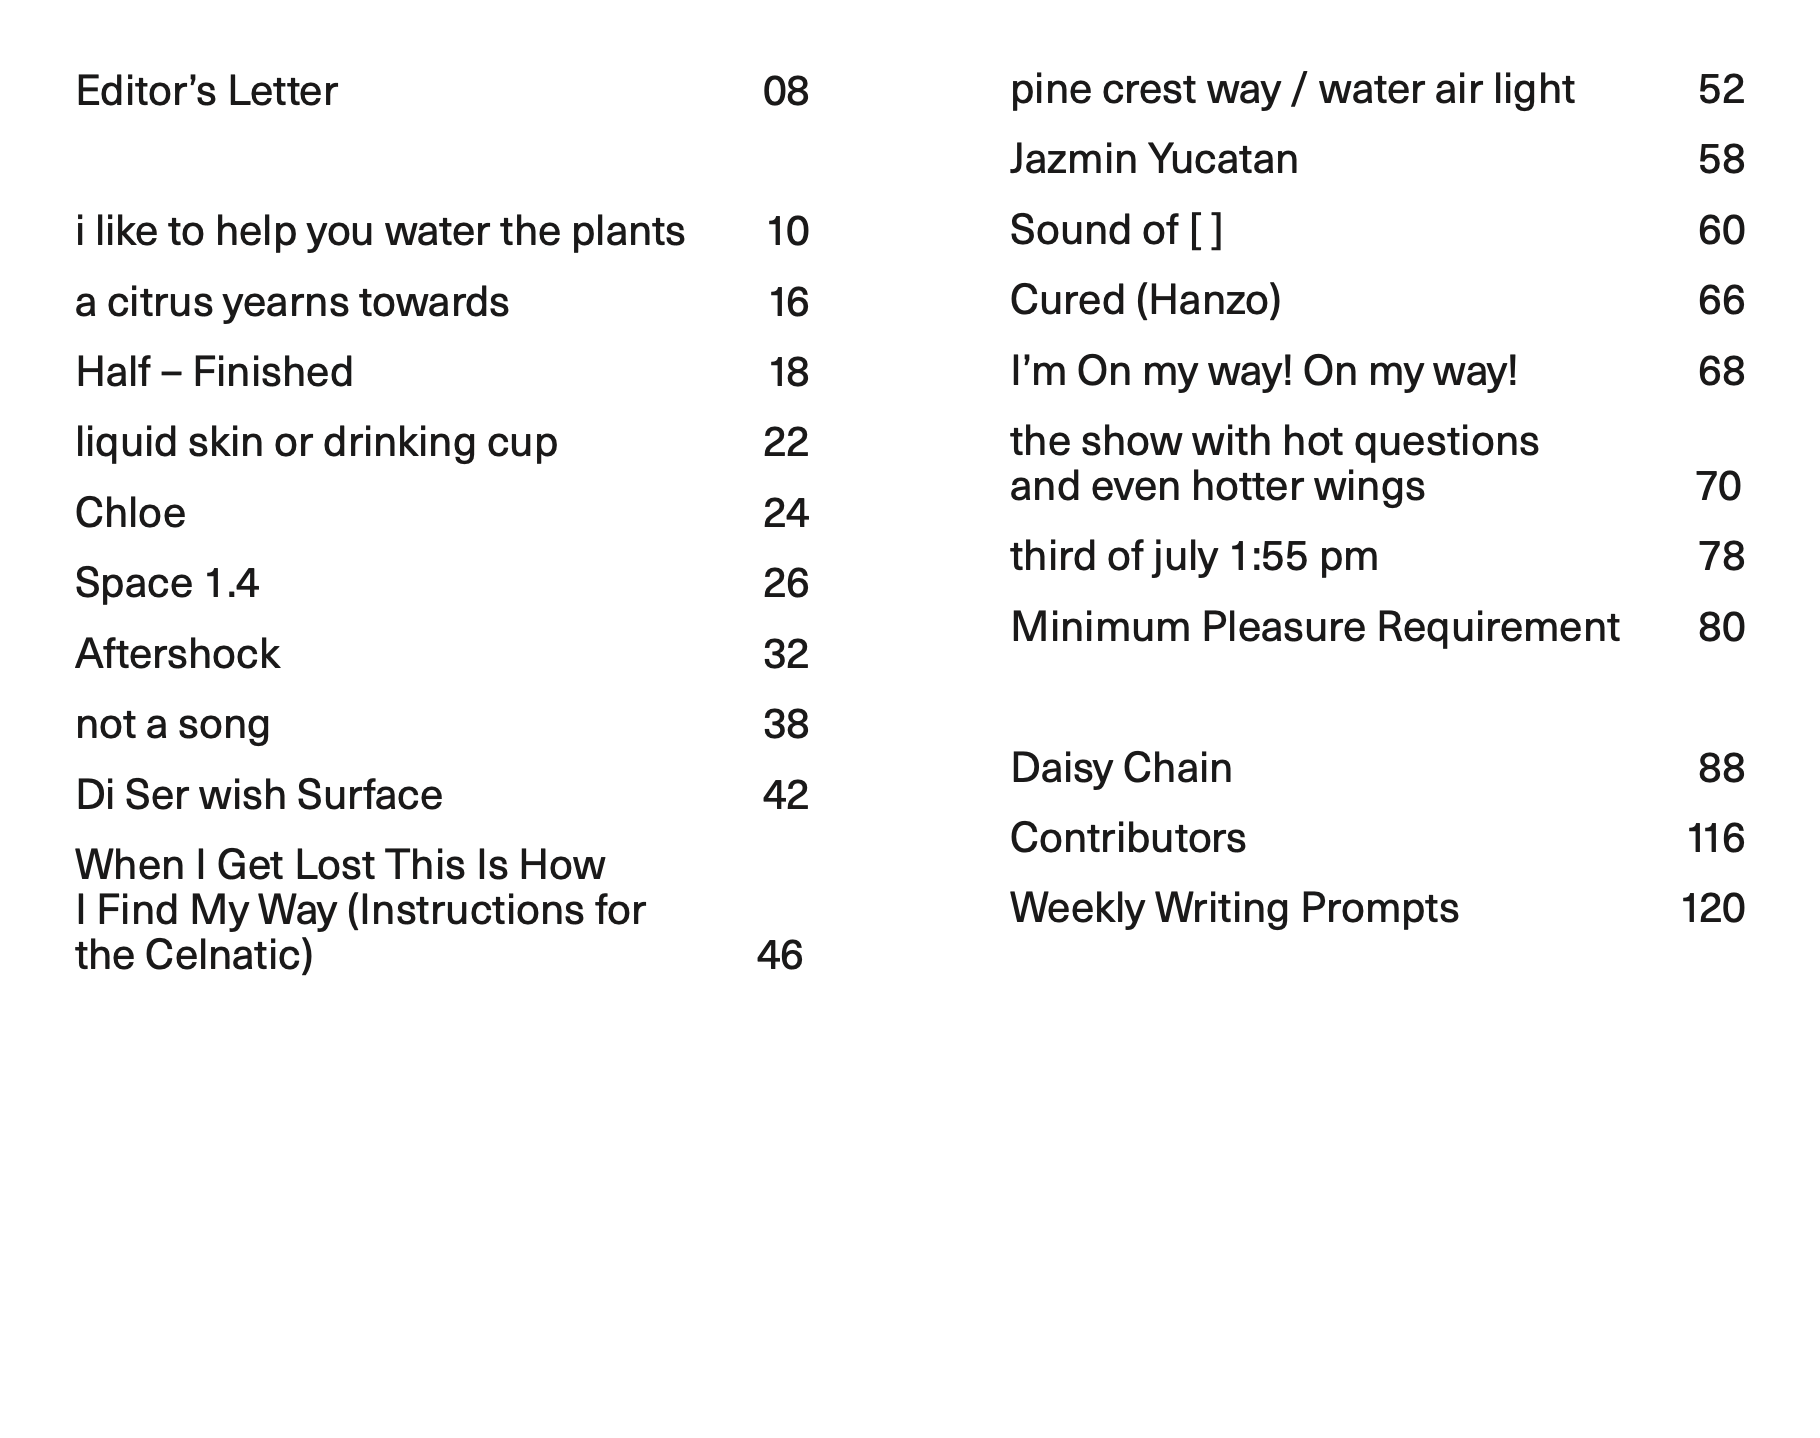 Editor’s Letter 08
i like to help you water the plants 10
a citrus yearns towards 16
Half – Finished 18
liquid skin or drinking cup 22
Chloe 24
Space 1.4 26
Aftershock 32
not a song 38
Di Ser wish Surface 42
When I Get Lost This Is How
I Find My Way (Instructions for
the Celnatic) 46
pine crest way / water air light 52
Jazmin Yucatan 58
Sound of [ ] 60
Cured (Hanzo) 66
I’m On my way! On my way! 68
the show with hot questions
and even hotter wings 70
third of july 1:55 pm 78
Minimum Pleasure Requirement 80
Daisy Chain 88
Contributors 116
Weekly Writing Prompts 120